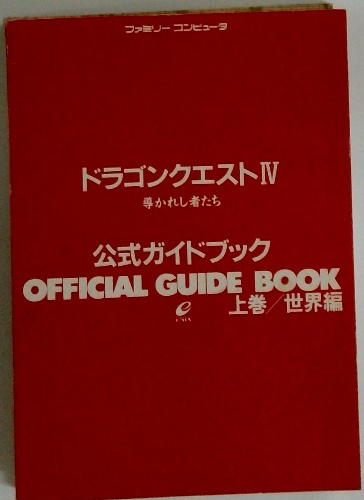 ファミリー コンピュータ
ドラゴンクエストIV
導かれし者たち
公式ガイドブック
OFFICIAL GUIDE BOOK
上巻/世界編
ENIX